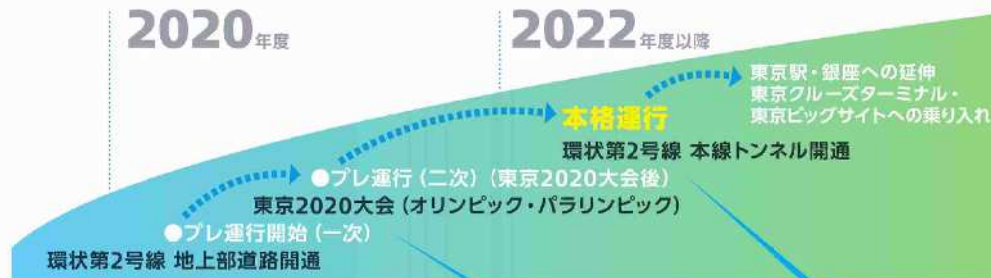 2020年度
2022年度以降
東京駅・銀座への延伸
東京クルーズターミナル・
東京ビッグサイトへの乗り入れ
本格運行
環状第2号線 本線トンネル開通
●プレ運行(二次)(東京2020大会後)
東京2020大会(オリンピック・パラリンピック)
●プレ運行開始(一次)
環状第2号線 地上部道路開通